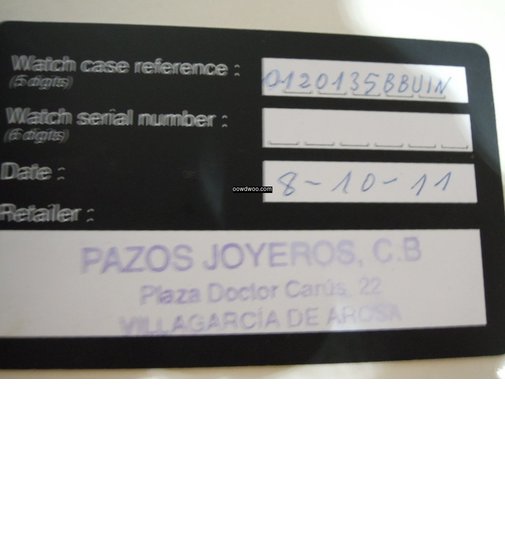 Watch case reference : 0120135BBUIN
(5 digits)
Watch serial number :
(6 digits)
Date : 8-10-11
oowdwoo.com
Retailer :
PAZOS JOYEROS, C.B
Plaza Doctor Carús, 22
VILLAGARCÍA DE AROSA